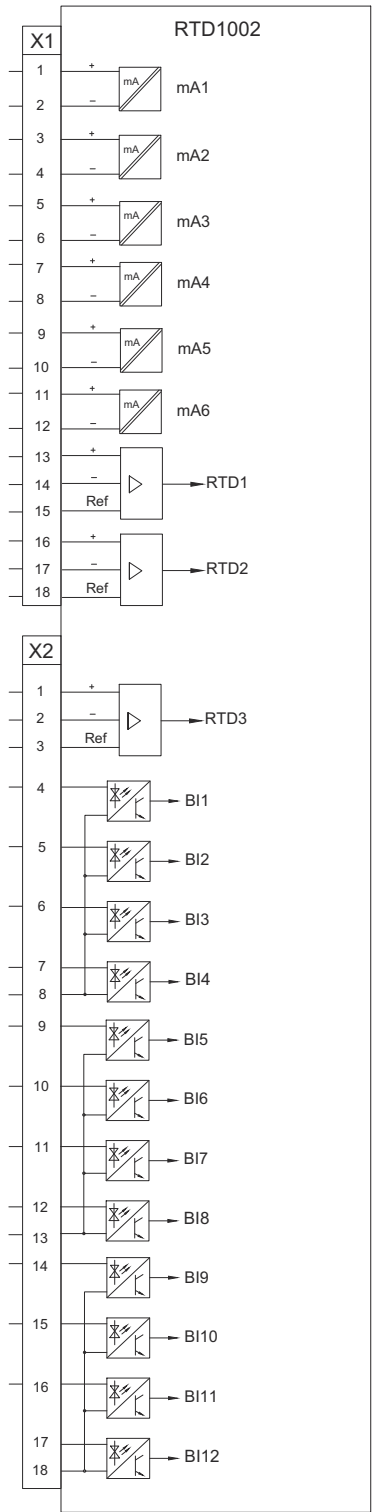 RTD1002
X1
1 + mA mA1
2 −
3 + mA mA2
4 −
5 + mA mA3
6 −
7 + mA mA4
8 −
9 + mA mA5
10 −
11 + mA mA6
12 −
13 +
14 − RTD1
15 Ref
16 +
17 − RTD2
18 Ref
X2
1 +
2 − RTD3
3 Ref
4 BI1
5 BI2
6 BI3
7 BI4
8
9 BI5
10 BI6
11 BI7
12 BI8
13
14 BI9
15 BI10
16 BI11
17 BI12
18